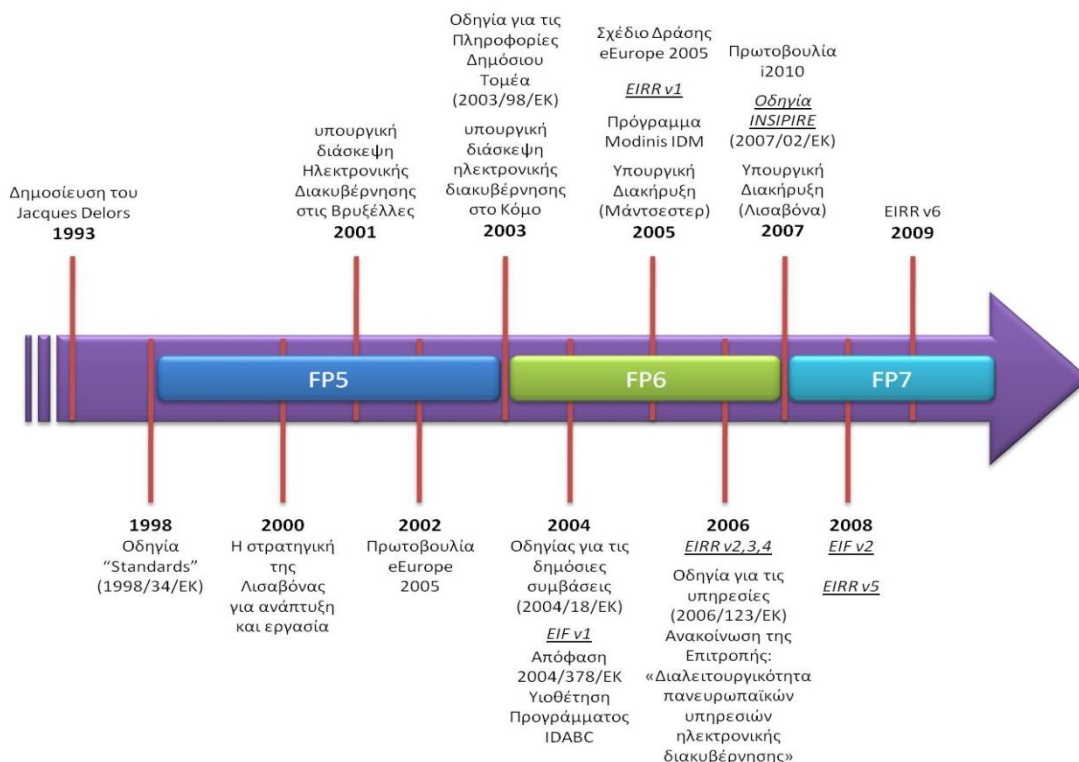 Δημοσίευση του
Jacques Delors
1993
υπουργική
διάσκεψη
Ηλεκτρονικής
Διακυβέρνησης
στις Βρυξέλλες
2001
Οδηγία για τις
Πληροφορίες
Δημόσιου
Τομέα
(2003/98/ΕΚ)
υπουργική
διάσκεψη
ηλεκτρονικής
διακυβέρνησης
στο Κόμο
2003
Σχέδιο Δράσης
eEurope 2005
EIRR v1
Πρόγραμμα
Modinis IDM
Υπουργική
Διακήρυξη
(Μάντσεστερ)
2005
Πρωτοβουλία
i2010
Οδηγία
INSIPIRE
(2007/02/ΕΚ)
Υπουργική
Διακήρυξη
(Λισαβόνα)
2007
EIRR v6
2009
FP5
FP6
FP7
1998
Οδηγία
“Standards”
(1998/34/ΕΚ)
2000
Η στρατηγική
της
Λισαβόνας
για ανάπτυξη
και εργασία
2002
Πρωτοβουλία
eEurope
2005
2004
Οδηγίας για τις
δημόσιες
συμβάσεις
(2004/18/ΕΚ)
EIF v1
Απόφαση
2004/378/ΕΚ
Υιοθέτηση
Προγράμματος
IDABC
2006
EIRR v2,3,4
Οδηγία για τις
υπηρεσίες
(2006/123/ΕΚ)
Ανακοίνωση της
Επιτροπής:
«Διαλειτουργικότητα
πανευρωπαϊκών
υπηρεσιών
ηλεκτρονικής
διακυβέρνησης»
2008
EIF v2
EIRR v5